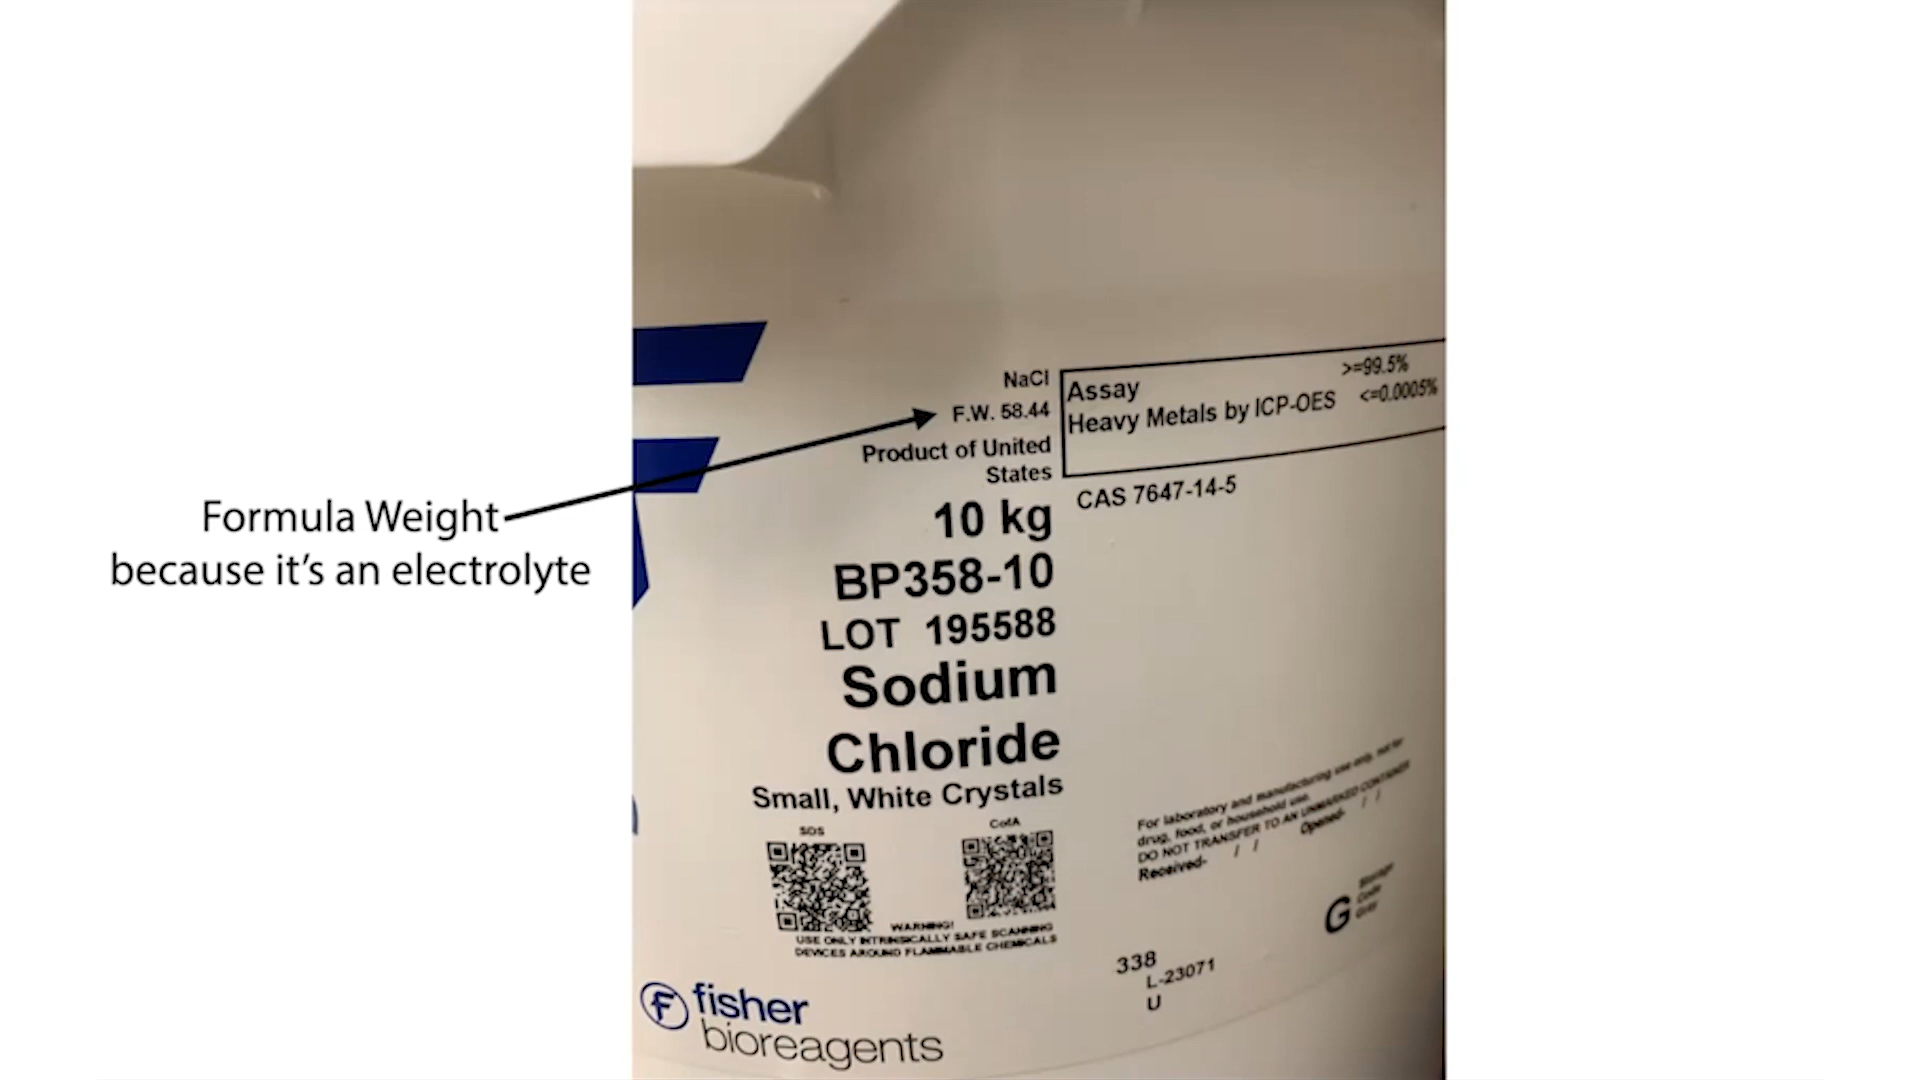 Formula Weight
because it's an electrolyte
NaCl
F.W. 58.44
Product of United
States
10 kg
BP358-10
LOT 195588
Sodium
Chloride
Small, White Crystals
Assay >=99.5%
Heavy Metals by ICP-OES <=0.0005%
CAS 7647-14-5
SDS
CofA
WARNING!
USE ONLY INTRINSICALLY SAFE SCANNING
DEVICES AROUND FLAMMABLE CHEMICALS
For laboratory and manufacturing use only, not for
drug, food, or household use.
DO NOT TRANSFER TO AN UNMARKED CONTAINER
Received- / / Opened- / /
G
Storage
Code
Gray
338
L-23071
U
F
fisher
bioreagents